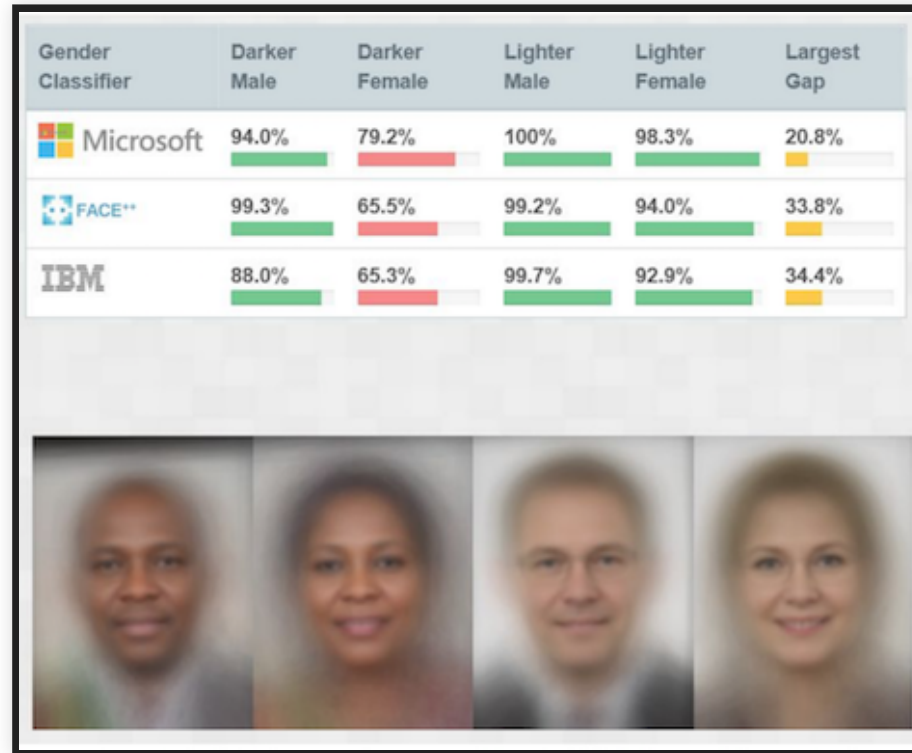 Gender Classifier Darker Male Darker Female Lighter Male Lighter Female Largest Gap
Microsoft 94.0% 79.2% 100% 98.3% 20.8%
FACE++ 99.3% 65.5% 99.2% 94.0% 33.8%
IBM 88.0% 65.3% 99.7% 92.9% 34.4%